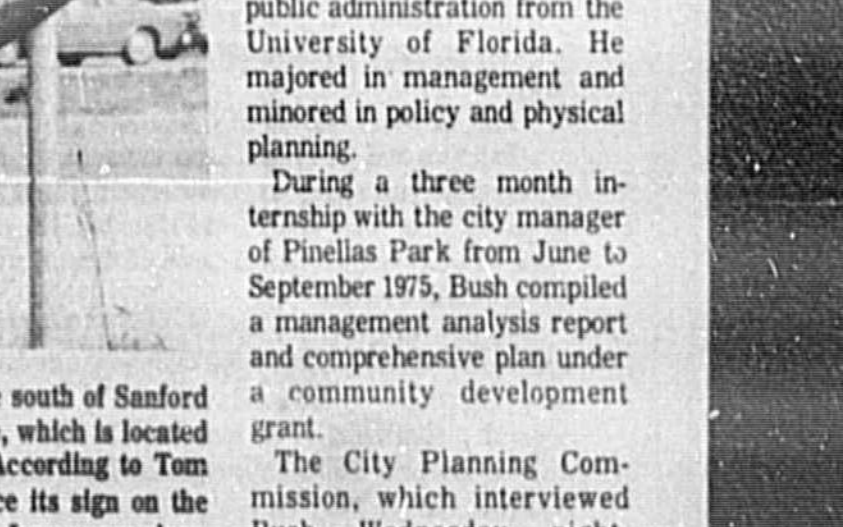 public administration from the
University of Florida. He
majored in management and
minored in policy and physical
planning.
During a three month in-
ternship with the city manager
of Pinellas Park from June to
September 1975, Bush compiled
a management analysis report
and comprehensive plan under
a community development
grant.
The City Planning Com-
mission, which interviewed
Bush Wednesday night,
south of Sanford
, which is located
According to Tom
its sign on the